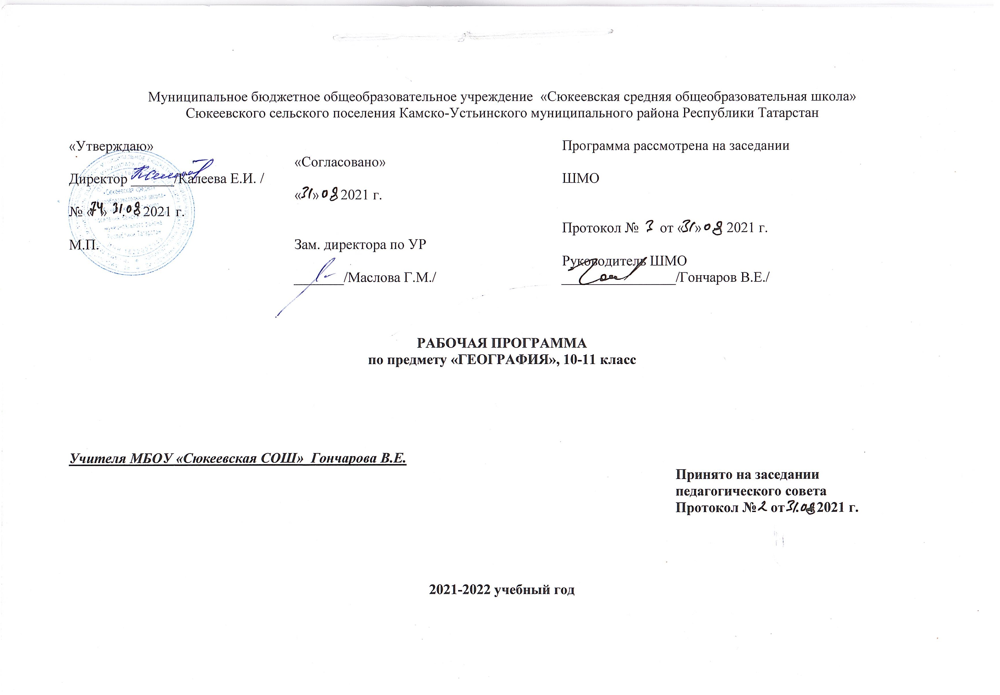 Муниципальное бюджетное общеобразовательное учреждение «Сюкеевская средняя общеобразовательная школа»
Сюкеевского сельского поселения Камско-Устьинского муниципального района Республики Татарстан
«Утверждаю»
Директор ______/Калеева Е.И. /
№ «74» 31.08 2021 г.
М.П.
«Согласовано»
«31» 08 2021 г.
Зам. директора по УР
_______/Маслова Г.М./
Программа рассмотрена на заседании
ШМО
Протокол № 3 от «31» 08 2021 г.
Руководитель ШМО
________________/Гончаров В.Е./
РАБОЧАЯ ПРОГРАММА
по предмету «ГЕОГРАФИЯ», 10-11 класс
Учителя МБОУ «Сюкеевская СОШ» Гончарова В.Е.
Принято на заседании
педагогического совета
Протокол №2 от 31.08 2021 г.
2021-2022 учебный год